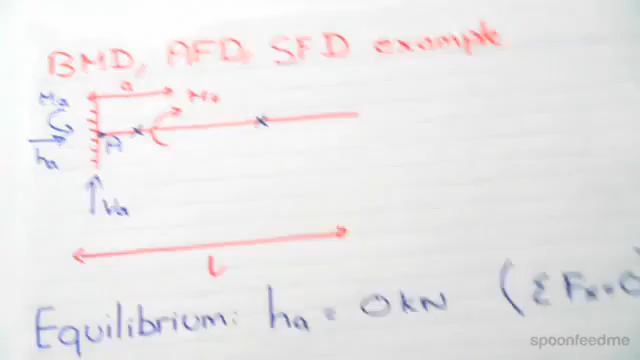 BMD, AFD, SFD example
a
Ma
Mo
ha
A
Va
L
Equilibrium: ha = 0kN (ΣFx=0
spoonfeedme